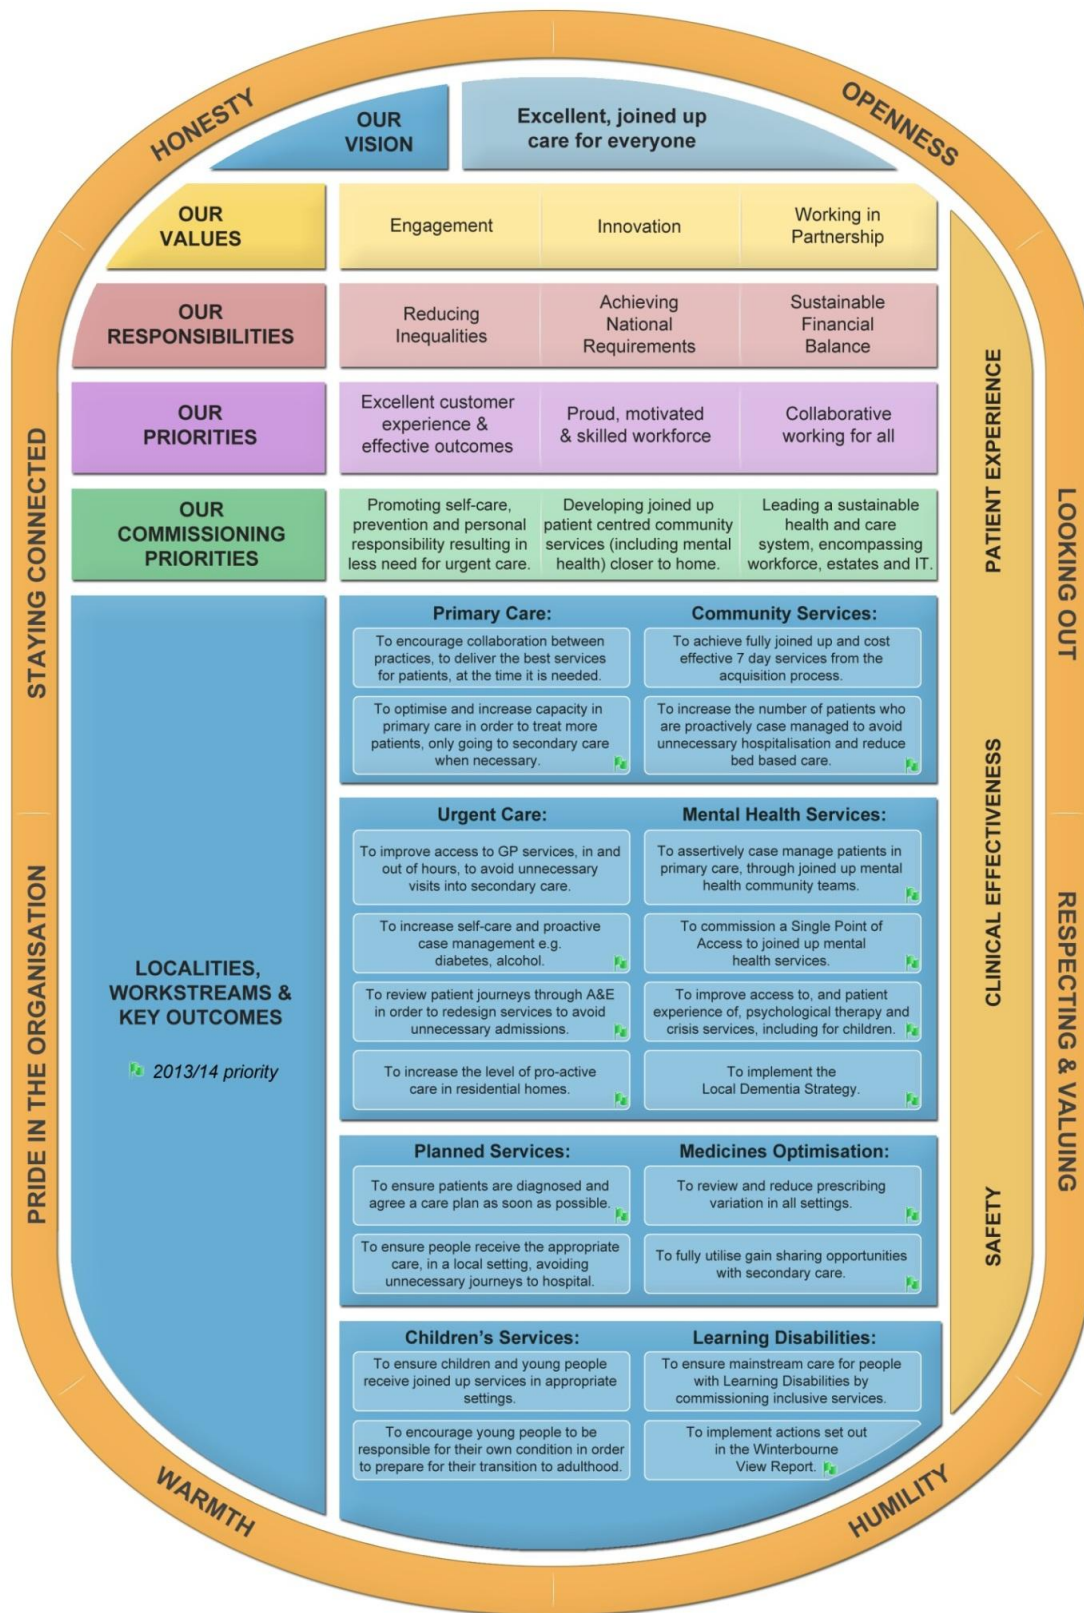 HONESTY
OPENNESS
STAYING CONNECTED
LOOKING OUT
PRIDE IN THE ORGANISATION
RESPECTING & VALUING
WARMTH
HUMILITY
OUR
VISION
Excellent, joined up
care for everyone
OUR
VALUES
Engagement
Innovation
Working in
Partnership
OUR
RESPONSIBILITIES
Reducing
Inequalities
Achieving
National
Requirements
Sustainable
Financial
Balance
OUR
PRIORITIES
Excellent customer
experience &
effective outcomes
Proud, motivated
& skilled workforce
Collaborative
working for all
OUR
COMMISSIONING
PRIORITIES
Promoting self-care,
prevention and personal
responsibility resulting in
less need for urgent care.
Developing joined up
patient centred community
services (including mental
health) closer to home.
Leading a sustainable
health and care
system, encompassing
workforce, estates and IT.
PATIENT EXPERIENCE
CLINICAL EFFECTIVENESS
SAFETY
LOCALITIES,
WORKSTREAMS &
KEY OUTCOMES
2013/14 priority
Primary Care:
To encourage collaboration between
practices, to deliver the best services
for patients, at the time it is needed.
To optimise and increase capacity in
primary care in order to treat more
patients, only going to secondary care
when necessary.
Community Services:
To achieve fully joined up and cost
effective 7 day services from the
acquisition process.
To increase the number of patients who
are proactively case managed to avoid
unnecessary hospitalisation and reduce
bed based care.
Urgent Care:
To improve access to GP services, in and
out of hours, to avoid unnecessary
visits into secondary care.
To increase self-care and proactive
case management e.g.
diabetes, alcohol.
To review patient journeys through A&E
in order to redesign services to avoid
unnecessary admissions.
To increase the level of pro-active
care in residential homes.
Mental Health Services:
To assertively case manage patients in
primary care, through joined up mental
health community teams.
To commission a Single Point of
Access to joined up mental
health services.
To improve access to, and patient
experience of, psychological therapy and
crisis services, including for children.
To implement the
Local Dementia Strategy.
Planned Services:
To ensure patients are diagnosed and
agree a care plan as soon as possible.
To ensure people receive the appropriate
care, in a local setting, avoiding
unnecessary journeys to hospital.
Medicines Optimisation:
To review and reduce prescribing
variation in all settings.
To fully utilise gain sharing opportunities
with secondary care.
Children's Services:
To ensure children and young people
receive joined up services in appropriate
settings.
To encourage young people to be
responsible for their own condition in order
to prepare for their transition to adulthood.
Learning Disabilities:
To ensure mainstream care for people
with Learning Disabilities by
commissioning inclusive services.
To implement actions set out
in the Winterbourne
View Report.